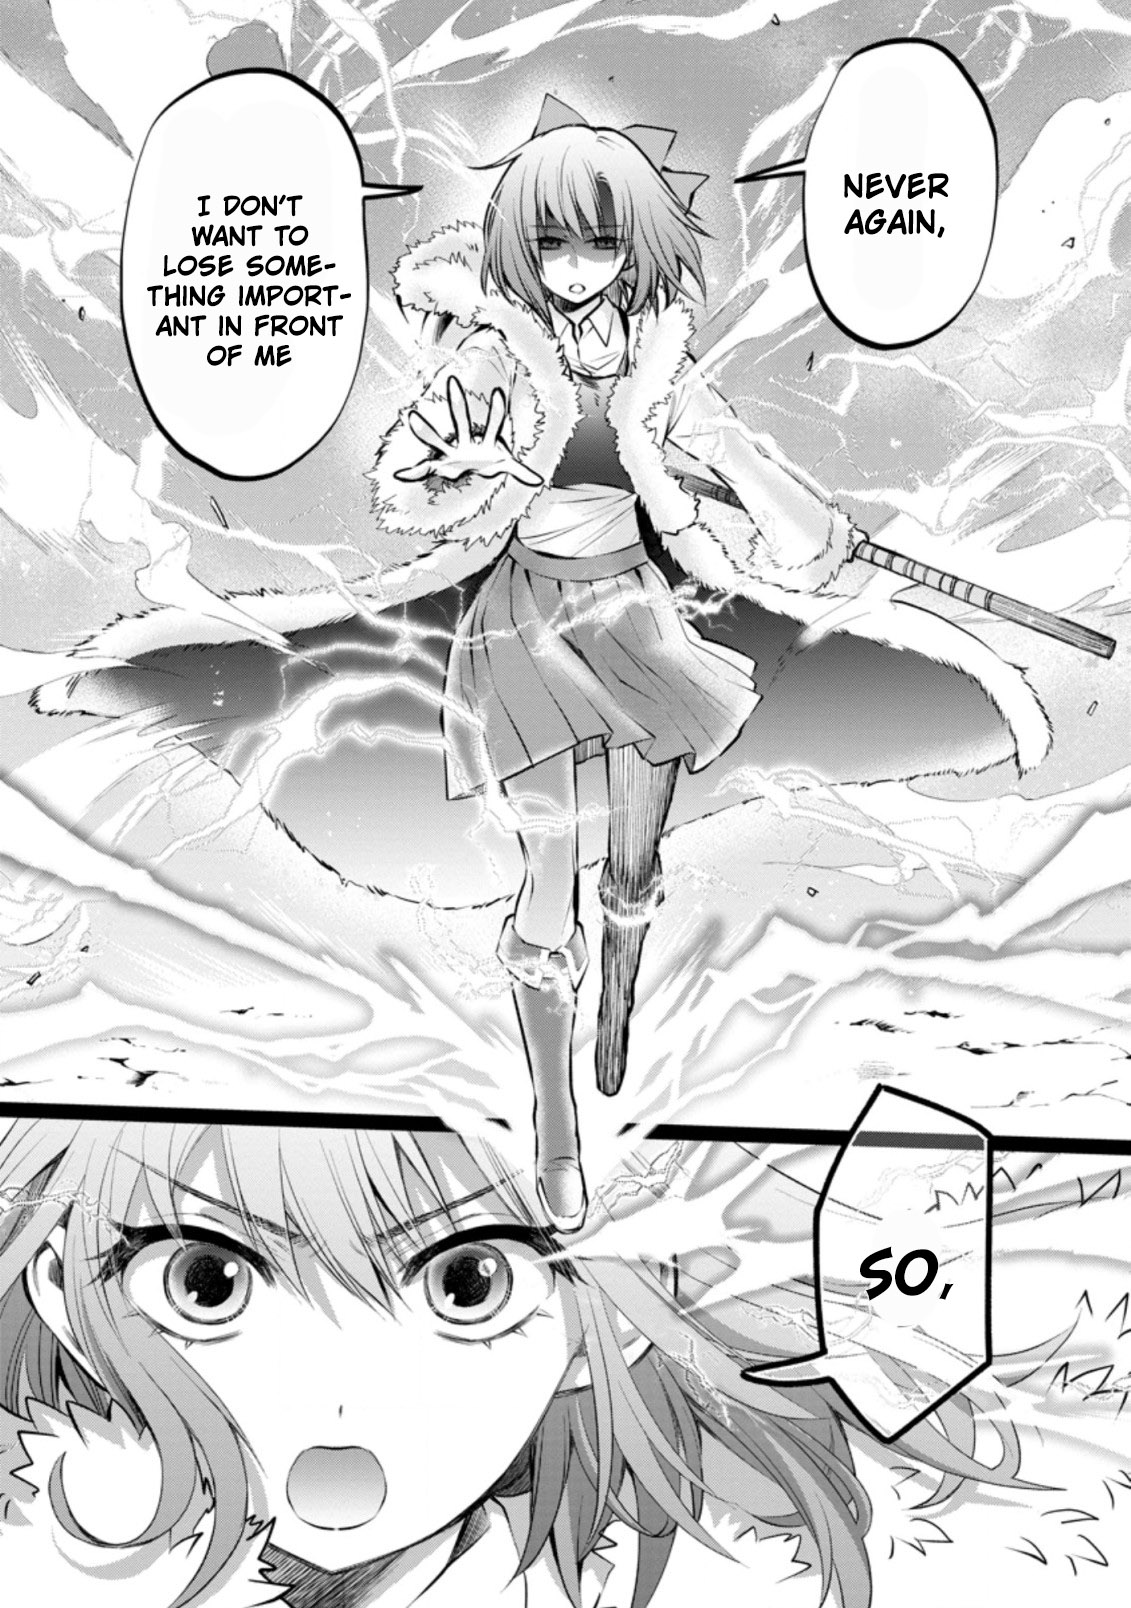 NEVER
AGAIN,
I DON'T
WANT TO
LOSE SOME-
THING IMPORT-
ANT IN FRONT
OF ME
SO,